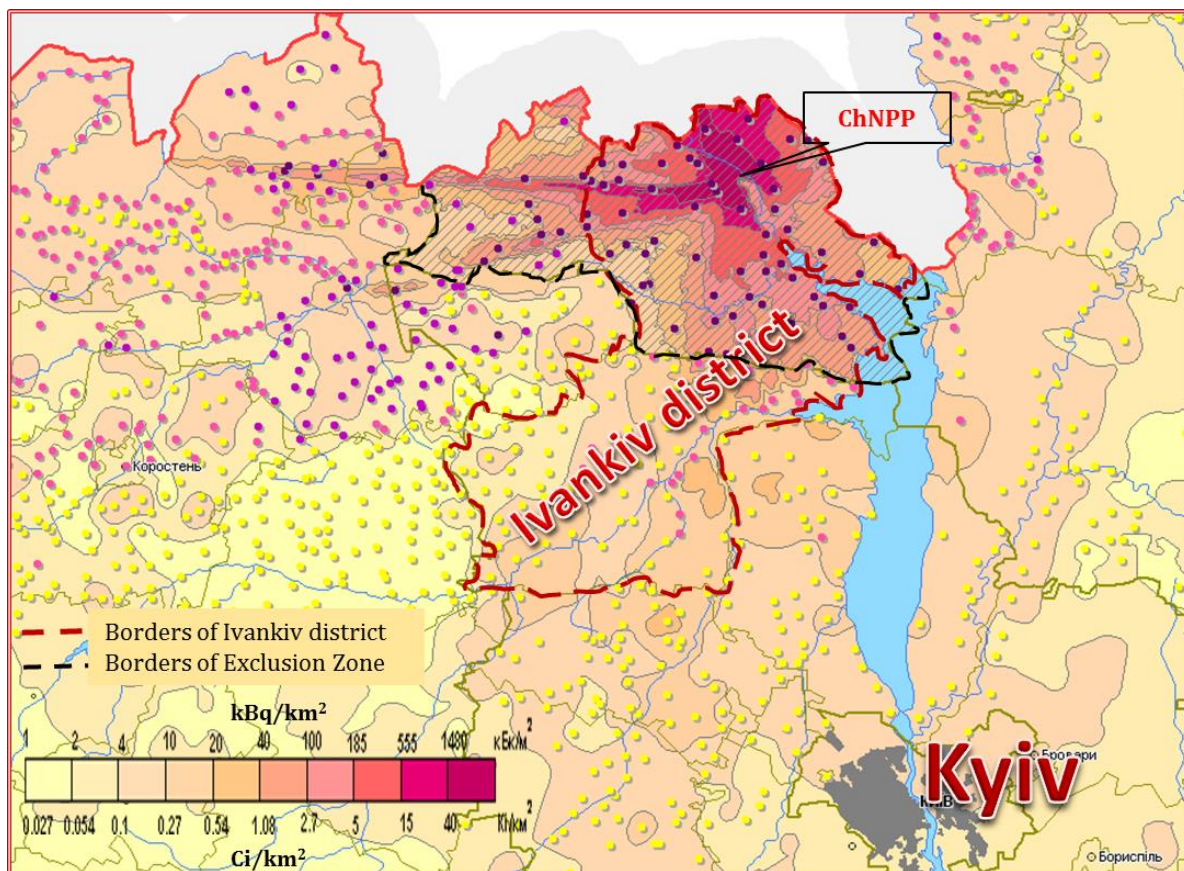 ChNPP
Ivankiv district
Коростень
Borders of Ivankiv district
Borders of Exclusion Zone
kBq/km²
1 2 4 10 20 40 100 185 555 1480 кБк/м²
0.027 0.054 0.1 0.27 0.54 1.08 2.7 5 15 40 Кі/км²
Ci/km²
Kyiv
Бровари
Бориспіль